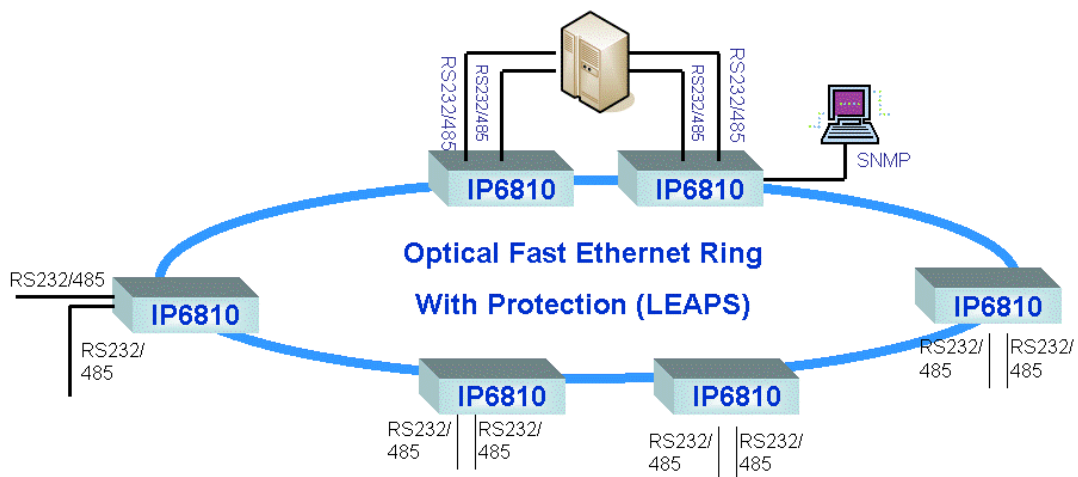 RS232/485
RS232/485
RS232/485
RS232/485
SNMP
IP6810
IP6810
Optical Fast Ethernet Ring
With Protection (LEAPS)
RS232/485
IP6810
RS232/
485
IP6810
RS232/
485
RS232/
485
IP6810
RS232/
485
RS232/
485
IP6810
RS232/
485
RS232/
485